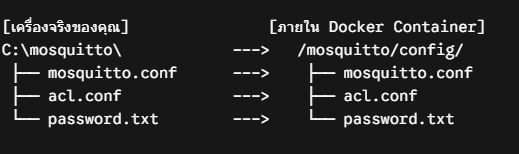 [เครื่องจริงของคุณ] [ภายใน Docker Container]
C:\mosquitto\ ---> /mosquitto/config/
├── mosquitto.conf ---> ├── mosquitto.conf
├── acl.conf ---> ├── acl.conf
└── password.txt ---> └── password.txt